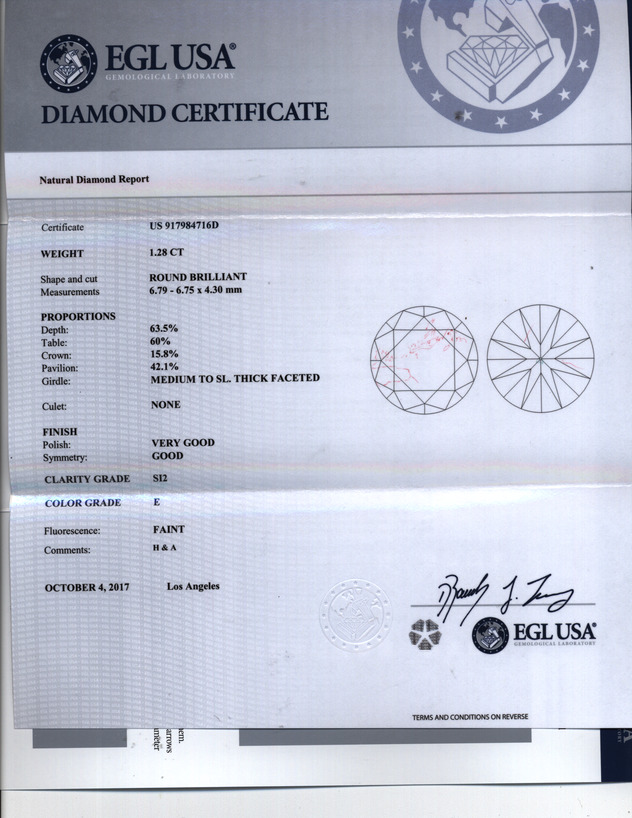 EGL USA®
GEMOLOGICAL LABORATORY
DIAMOND CERTIFICATE
Natural Diamond Report
Certificate US 917984716D
WEIGHT 1.28 CT
Shape and cut ROUND BRILLIANT
Measurements 6.79 - 6.75 x 4.30 mm
PROPORTIONS
Depth: 63.5%
Table: 60%
Crown: 15.8%
Pavilion: 42.1%
Girdle: MEDIUM TO SL. THICK FACETED
Culet: NONE
FINISH
Polish: VERY GOOD
Symmetry: GOOD
CLARITY GRADE SI2
COLOR GRADE E
Fluorescence: FAINT
Comments: H & A
OCTOBER 4, 2017 Los Angeles
EGL USA®
GEMOLOGICAL LABORATORY
TERMS AND CONDITIONS ON REVERSE